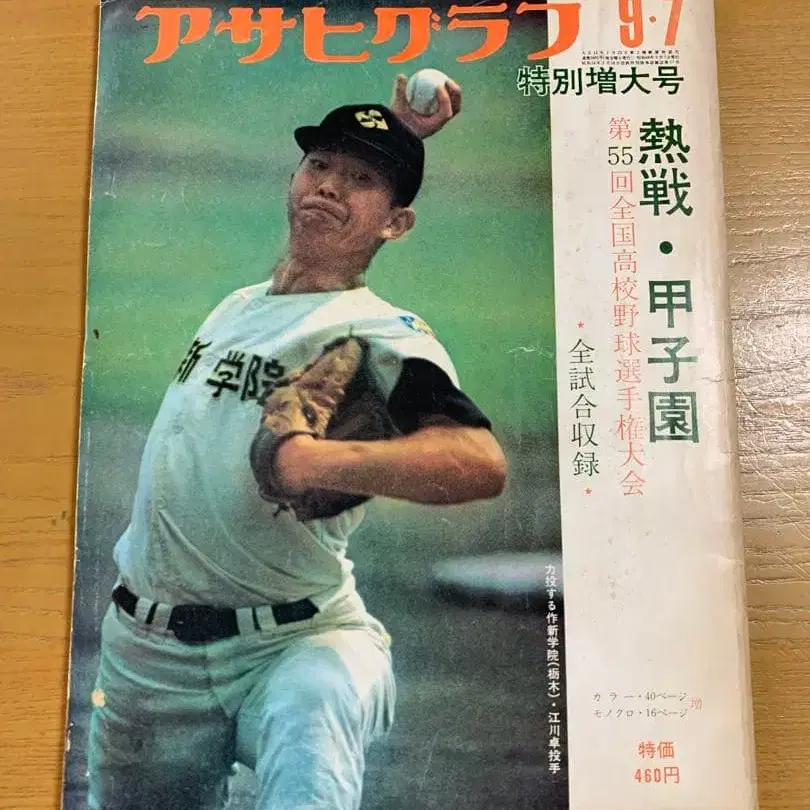 アサヒグラフ
9・7
特別増大号
熱戦・甲子園
第55回全国高校野球選手権大会
★全試合収録★
学院
力投する作新学院(栃木)・江川卓投手
カラー・40ページ
モノクロ・16ページ
増
特価
460円